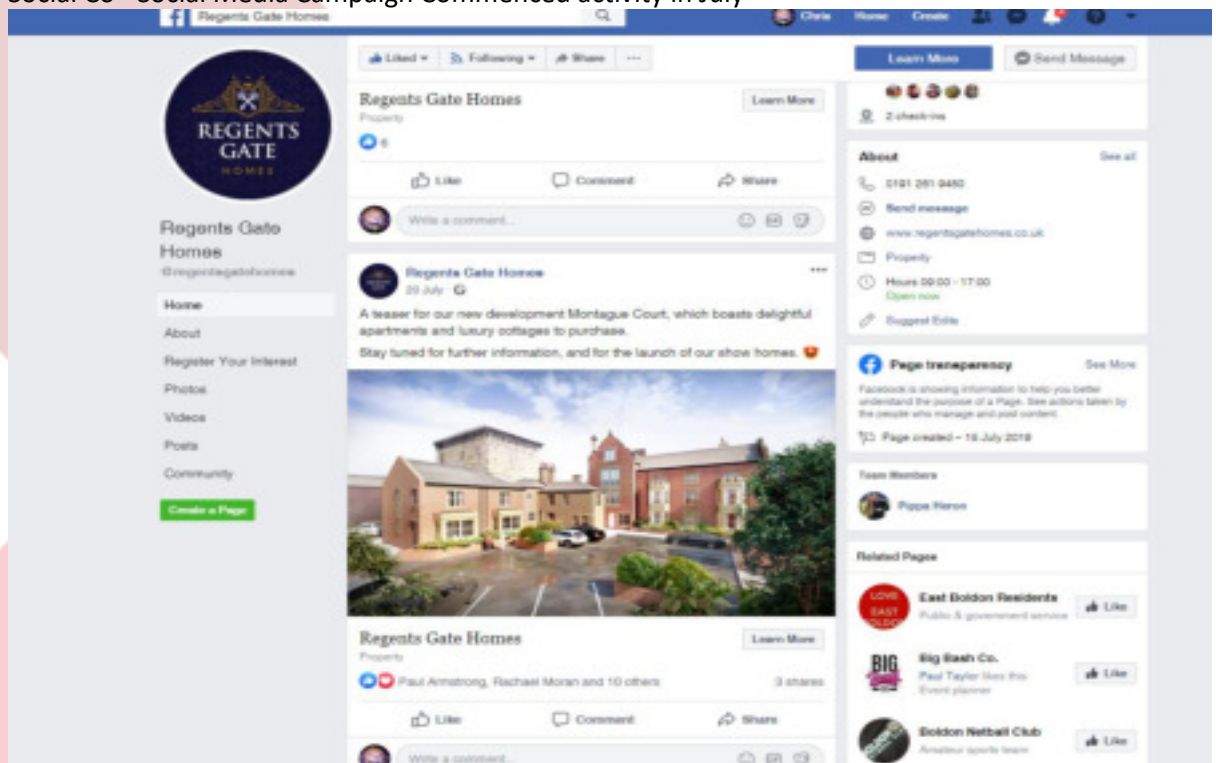 Social Co - Social Media Campaign Commenced activity in July
Regents Gate Homes
Chris
Home
Create
Liked
Following
Share
Learn More
Send Message
REGENTS
GATE
HOMES
Regents Gate
Homes
@regentsgatehomes
Home
About
Register Your Interest
Photos
Videos
Posts
Community
Create a Page
Regents Gate Homes
Property
Learn More
6
Like
Comment
Share
Write a comment...
Regents Gate Homes
July
A teaser for our new development Montague Court, which boasts delightful
apartments and luxury cottages to purchase.
Stay tuned for further information, and for the launch of our show homes.
Regents Gate Homes
Property
Learn More
Paul Armstrong, Rachael Moran and 10 others
3 shares
Like
Comment
Share
Write a comment...
2 check-ins
About
See all
Send message
www.regentsgatehomes.co.uk
Property
Hours 09:00 - 17:00
Open now
Suggest Edits
Page transparency
See More
Facebook is showing information to help you better
understand the purpose of a Page. See actions taken by
the people who manage and post content.
Page created – July 2019
Team Members
Pippa Heron
Related Pages
LOVE
EAST
East Boldon Residents
Public & government service
Like
BIG
Big Bash Co.
Paul Taylor likes this
Event planner
Like
Boldon Netball Club
Amateur sports team
Like